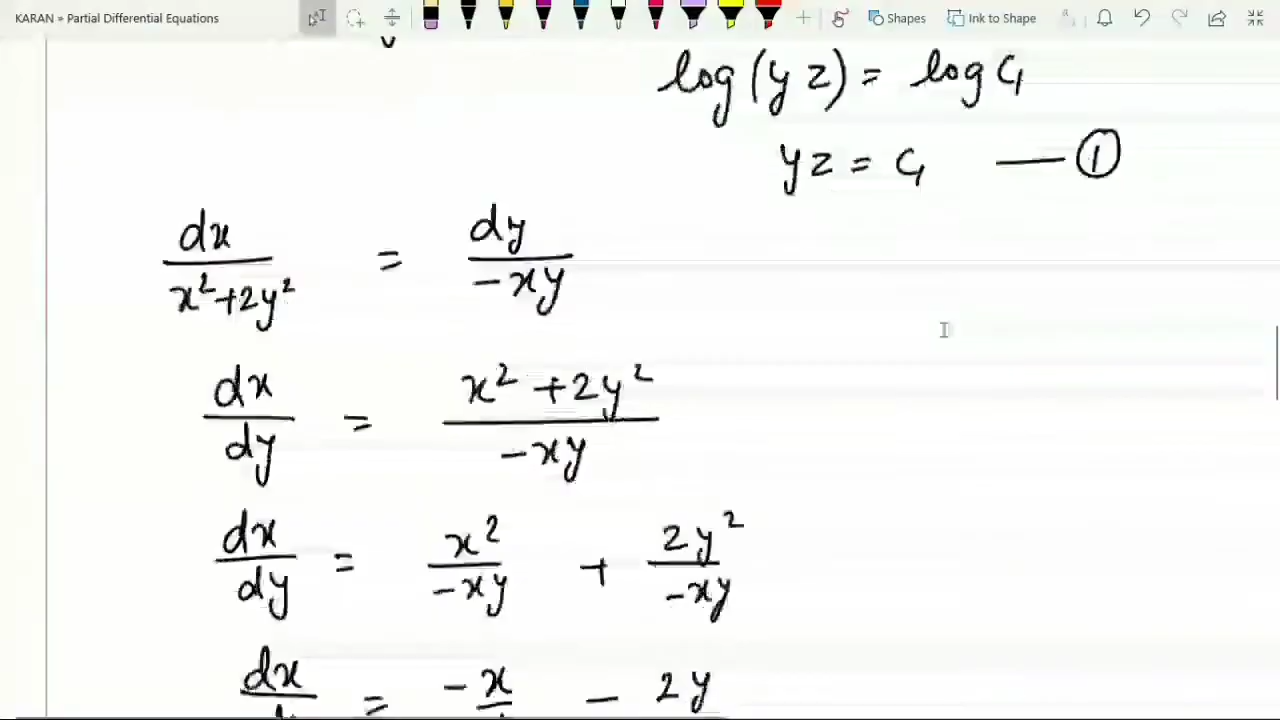 KARAN » Partial Differential Equations
Shapes
Ink to Shape
log(yz) = log C₁
yz = C₁ — ①
dx/(x²+2y²) = dy/(-xy)
dx/dy = (x²+2y²)/(-xy)
dx/dy = x²/(-xy) + 2y²/(-xy)
dx = -x - 2y